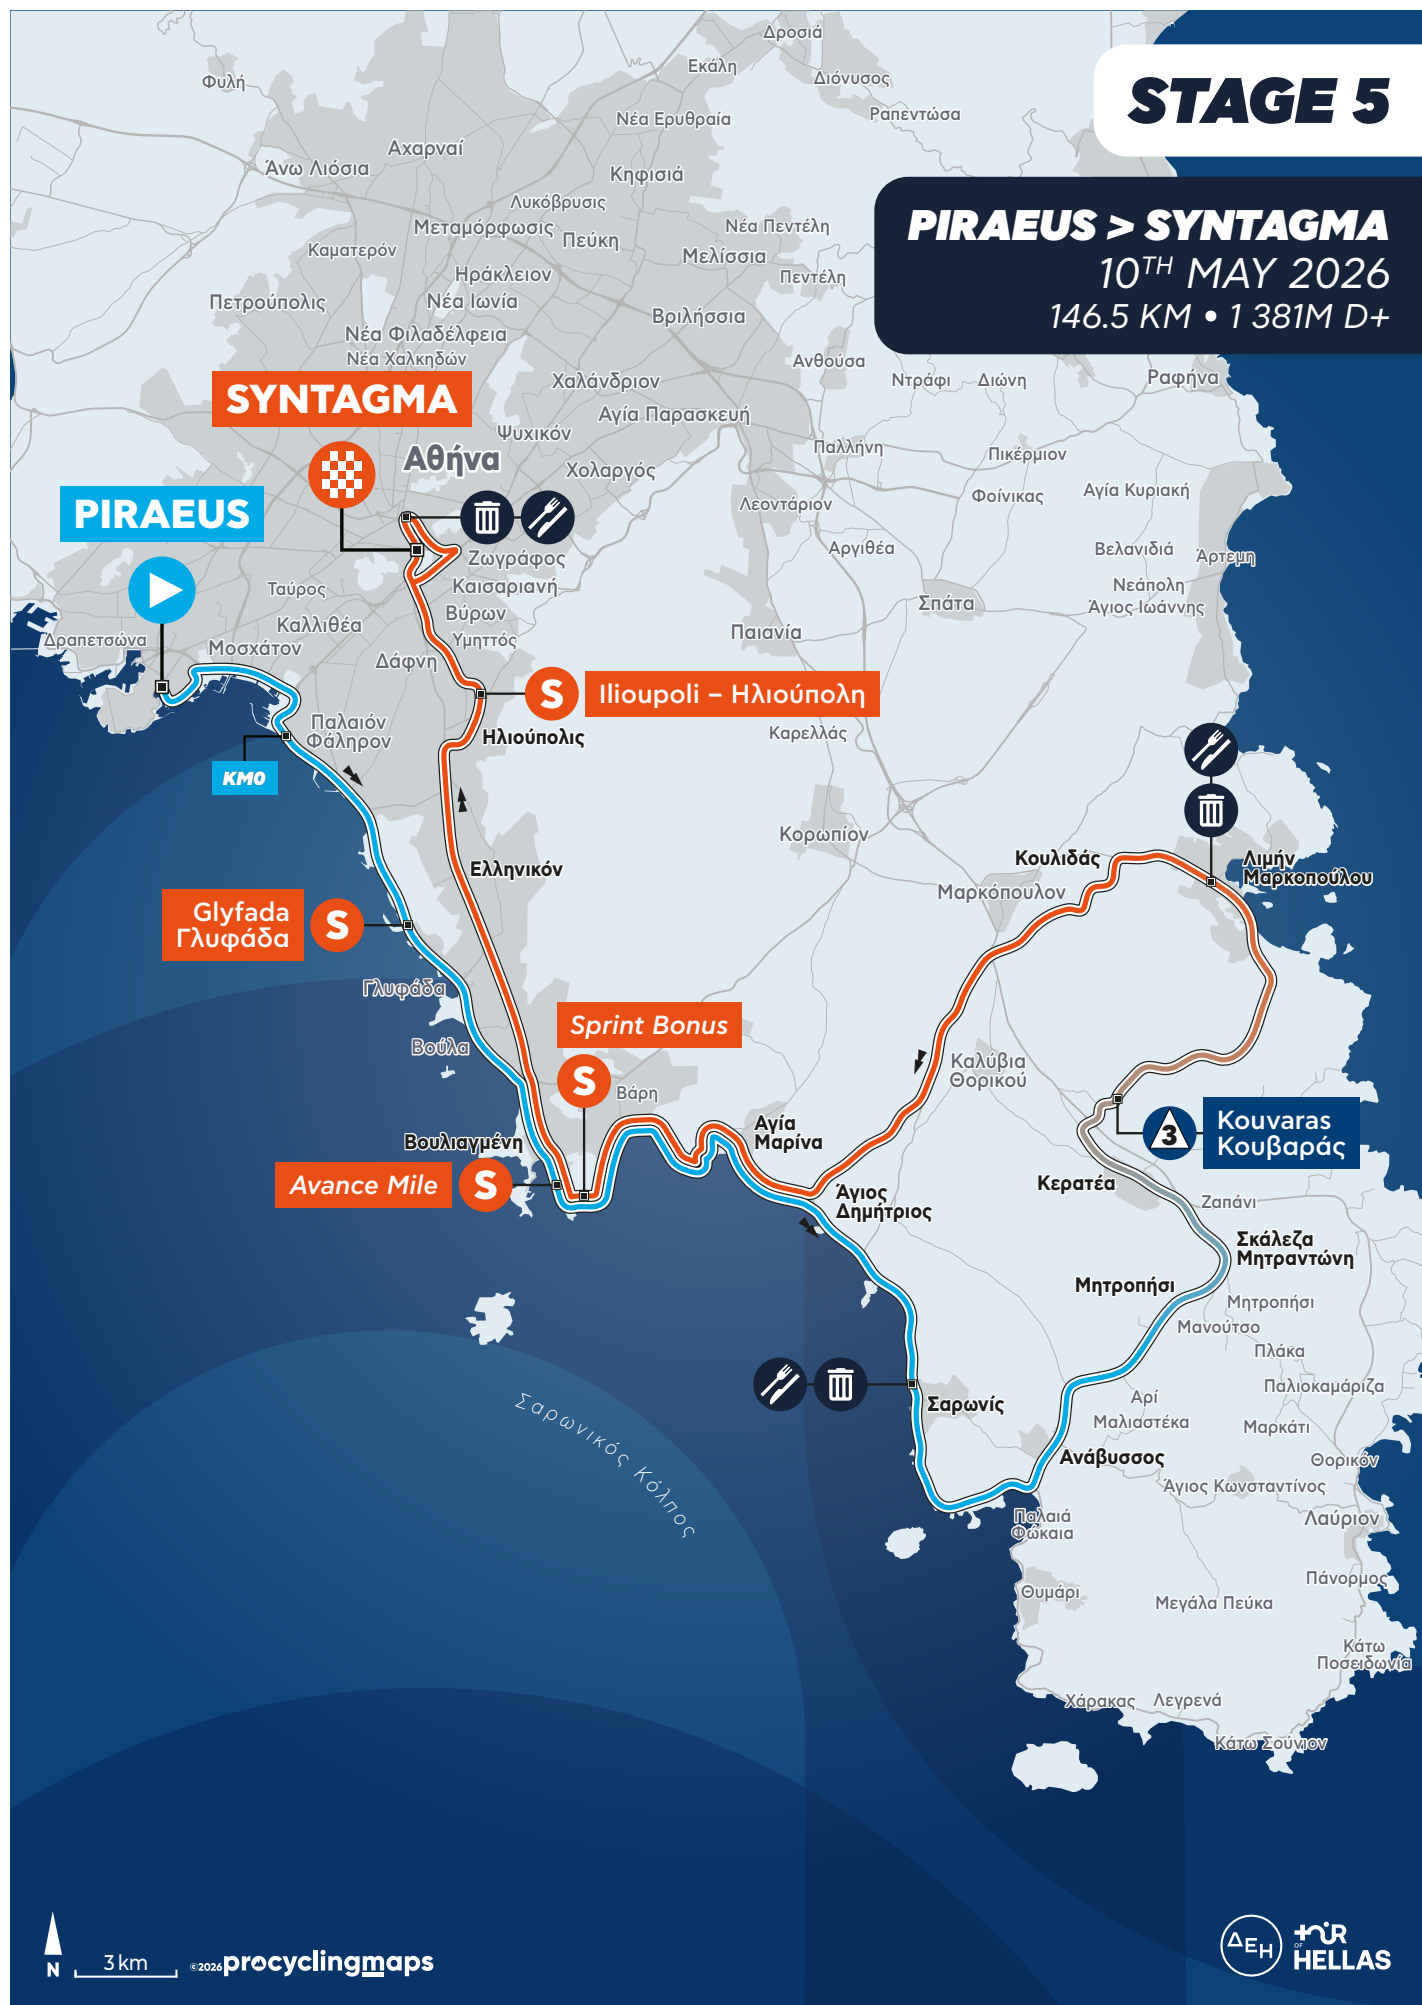 STAGE 5
PIRAEUS > SYNTAGMA
10TH MAY 2026
146.5 KM • 1 381M D+
Δροσιά
Εκάλη
Διόνυσος
Φυλή
Ραπεντώσα
Νέα Ερυθραία
Αχαρναί
Άνω Λιόσια
Κηφισιά
Λυκόβρυσις
Μεταμόρφωσις
Πεύκη
Νέα Πεντέλη
Καματερόν
Μελίσσια
Ηράκλειον
Πεντέλη
Πετρούπολις
Νέα Ιωνία
Βριλήσσια
Νέα Φιλαδέλφεια
Νέα Χαλκηδών
Ανθούσα
Ντράφι
Διώνη
Ραφήνα
Χαλάνδριον
SYNTAGMA
Αγία Παρασκευή
Ψυχικόν
Αθήνα
Χολαργός
Παλλήνη
Πικέρμιον
Φοίνικας
Αγία Κυριακή
Λεοντάριον
PIRAEUS
Αργιθέα
Βελανιδιά
Άρτεμη
Ζωγράφος
Καισαριανή
Νεάπολη
Άγιος Ιωάννης
Ταύρος
Βύρων
Σπάτα
Καλλιθέα
Υμηττός
Παιανία
Δραπετσώνα
Μοσχάτον
Δάφνη
S
Ilioupoli – Ηλιούπολη
Παλαιόν
Φάληρον
Ηλιούπολις
Καρελλάς
KM0
Κορωπίον
Ελληνικόν
Κουλιδάς
Λιμήν
Μαρκοπούλου
Μαρκόπουλον
Glyfada
Γλυφάδα
S
Γλυφάδα
Sprint Bonus
S
Βούλα
Βάρη
Καλύβια
Θορικού
Βουλιαγμένη
Αγία
Μαρίνα
3
Kouvaras
Κουβαράς
Avance Mile
S
Άγιος
Δημήτριος
Κερατέα
Ζαπάνι
Σκάλεζα
Μητραντώνη
Μητροπήσι
Μητροπήσι
Μανούτσο
Πλάκα
Παλιοκαμάριζα
Αρί
Μαλιαστέκα
Μαρκάτι
Σαρωνίς
Σαρωνικός Κόλπος
Ανάβυσσος
Θορικόν
Άγιος Κωνσταντίνος
Παλαιά
Φώκαια
Λαύριον
Θυμάρι
Πάνορμος
Μεγάλα Πεύκα
Κάτω
Ποσειδωνία
Χάρακας
Λεγρενά
Κάτω Σούνιον
N
3 km
©2026 procyclingmaps
ΔΕΗ
tour
OF
HELLAS